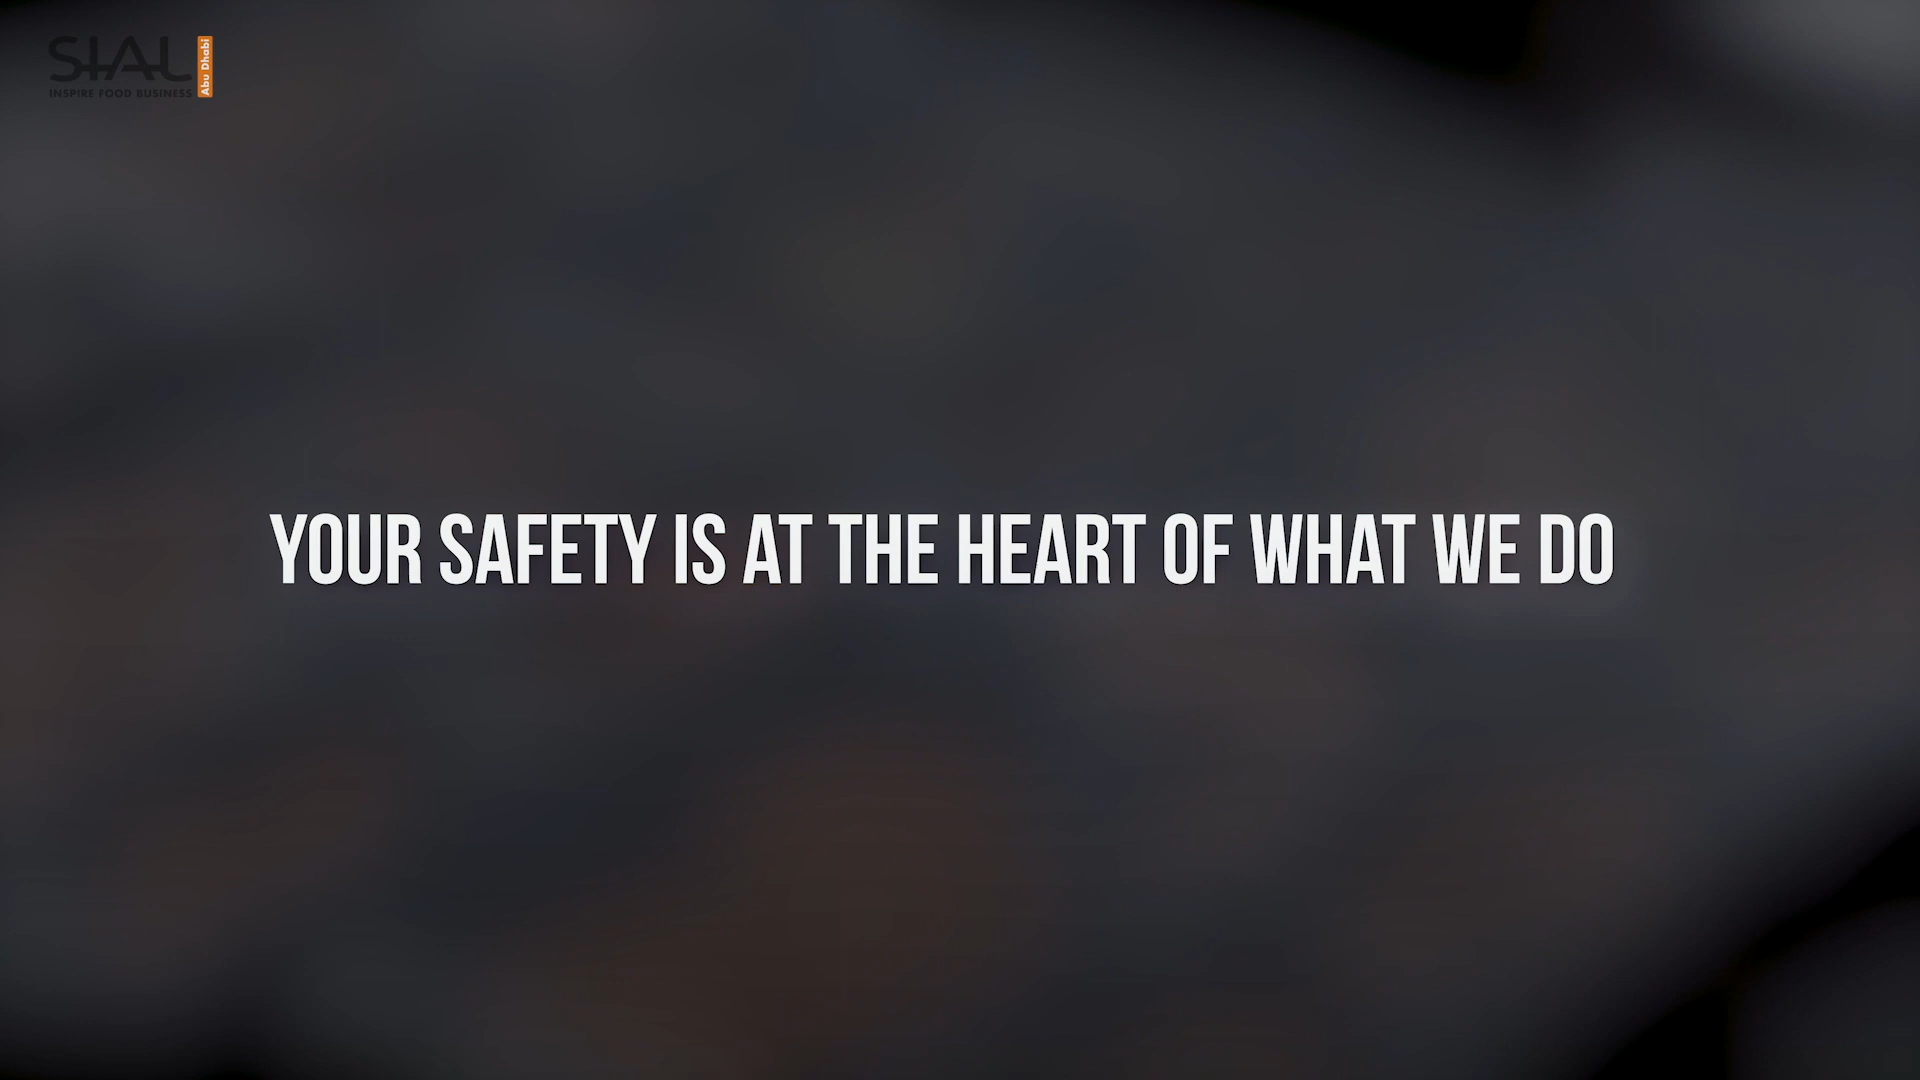 SIAL
Abu Dhabi
INSPIRE FOOD BUSINESS
YOUR SAFETY IS AT THE HEART OF WHAT WE DO